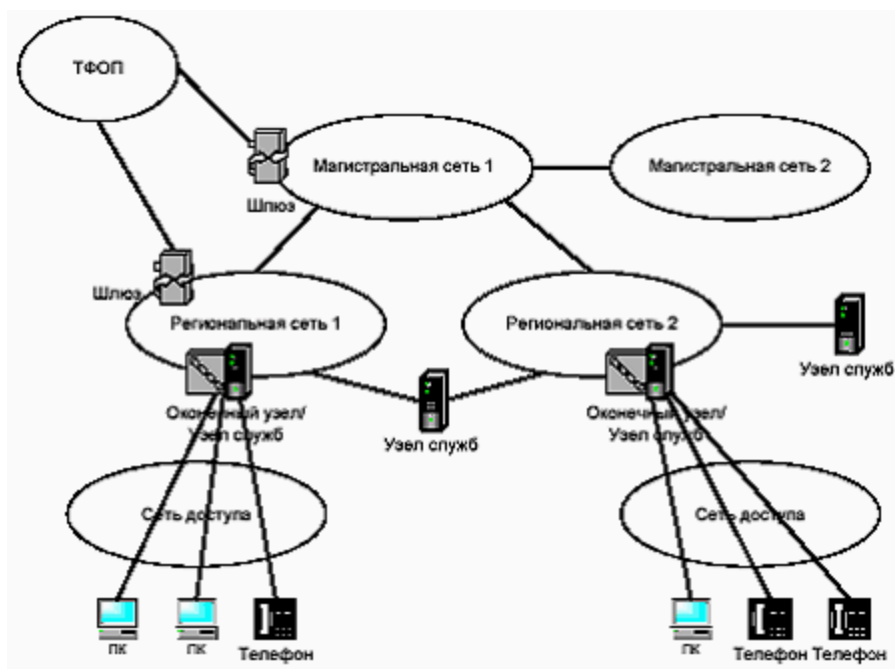 ТФОП
Магистральная сеть 1
Магистральная сеть 2
Шлюз
Шлюз
Региональная сеть 1
Региональная сеть 2
Узел служб
Оконечный узел/
Узел служб
Узел служб
Оконечный узел/
Узел служб
Сеть доступа
Сеть доступа
ПК
ПК
Телефон
ПК
Телефон
Телефон